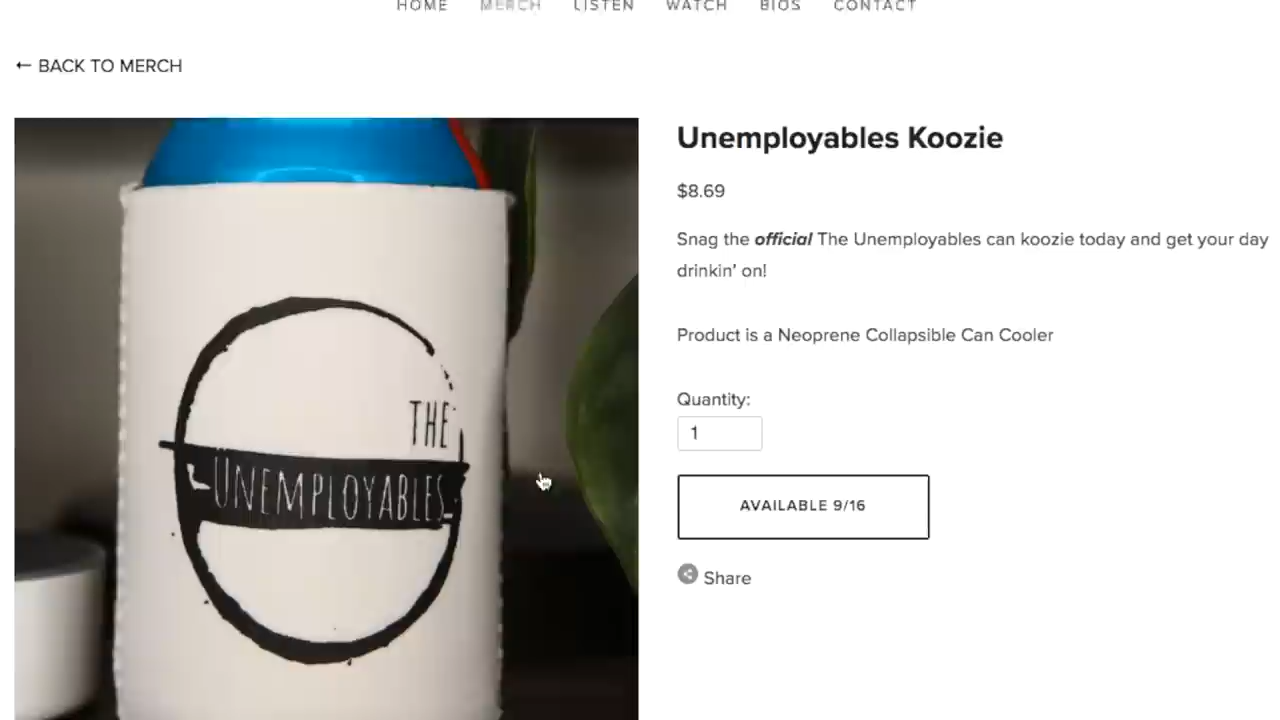 HOME MERCH LISTEN WATCH BIOS CONTACT
← BACK TO MERCH
THE
UNEMPLOYABLES
Unemployables Koozie
$8.69
Snag the official The Unemployables can koozie today and get your day
drinkin' on!
Product is a Neoprene Collapsible Can Cooler
Quantity:
1
AVAILABLE 9/16
Share